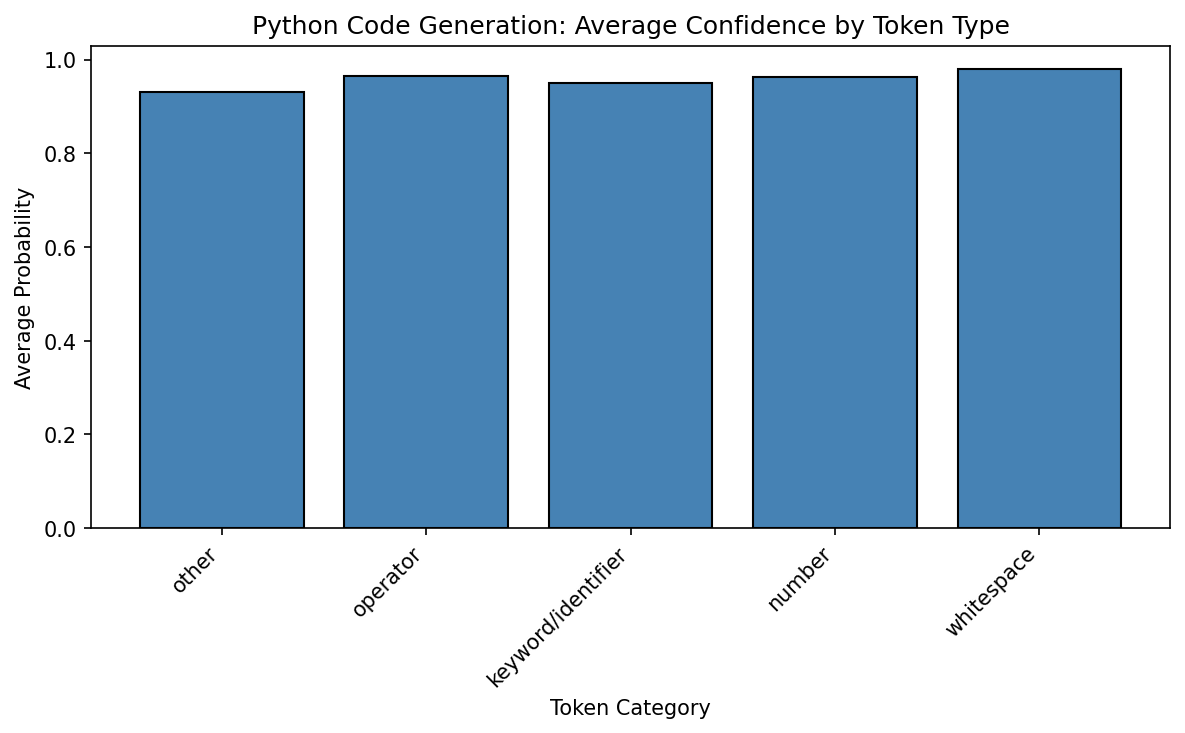 Python Code Generation: Average Confidence by Token Type
1.0
0.8
0.6
0.4
0.2
0.0
Average Probability
other
operator
keyword/identifier
number
whitespace
Token Category